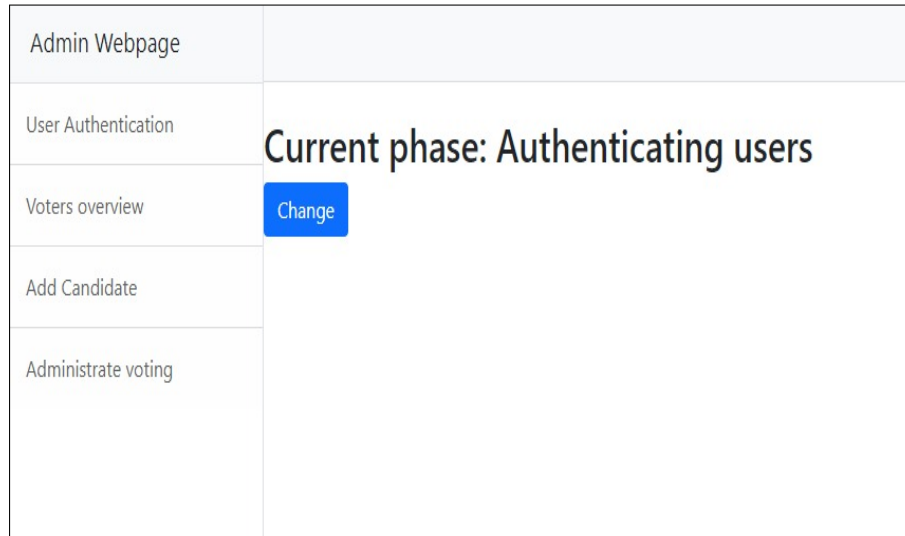 Admin Webpage
User Authentication
Voters overview
Add Candidate
Administrate voting
Current phase: Authenticating users
Change